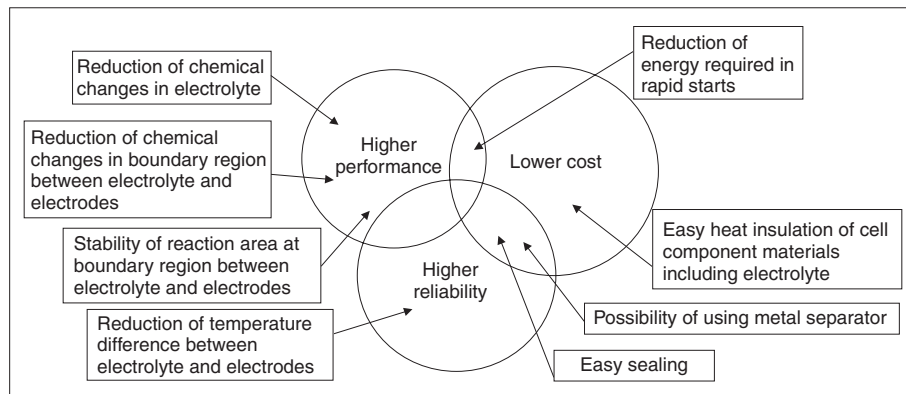 Reduction of chemical
changes in electrolyte
Reduction of
energy required in
rapid starts
Reduction of chemical
changes in boundary region
between electrolyte and
electrodes
Higher
performance
Lower cost
Stability of reaction area at
boundary region between
electrolyte and electrodes
Easy heat insulation of cell
component materials
including electrolyte
Higher
reliability
Reduction of temperature
difference between
electrolyte and electrodes
Possibility of using metal separator
Easy sealing